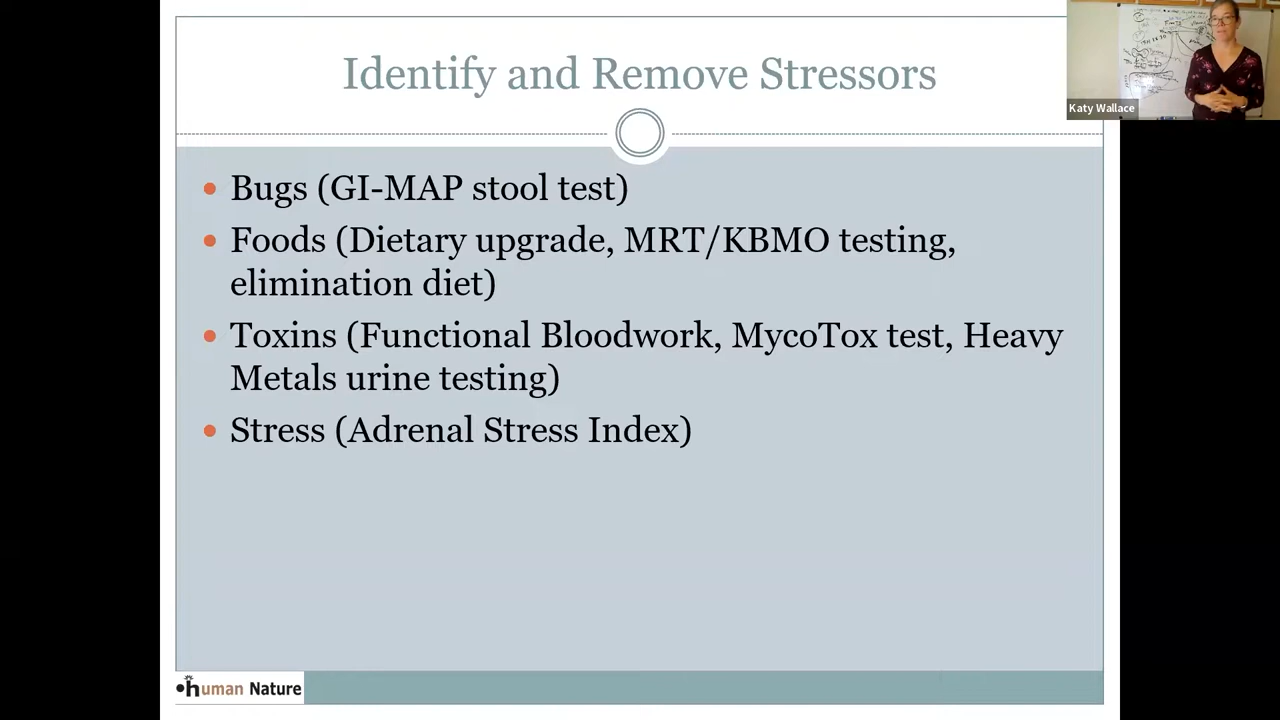 Identify and Remove Stressors
Bugs (GI-MAP stool test)
Foods (Dietary upgrade, MRT/KBMO testing,
elimination diet)
Toxins (Functional Bloodwork, MycoTox test, Heavy
Metals urine testing)
Stress (Adrenal Stress Index)
human Nature
Katy Wallace